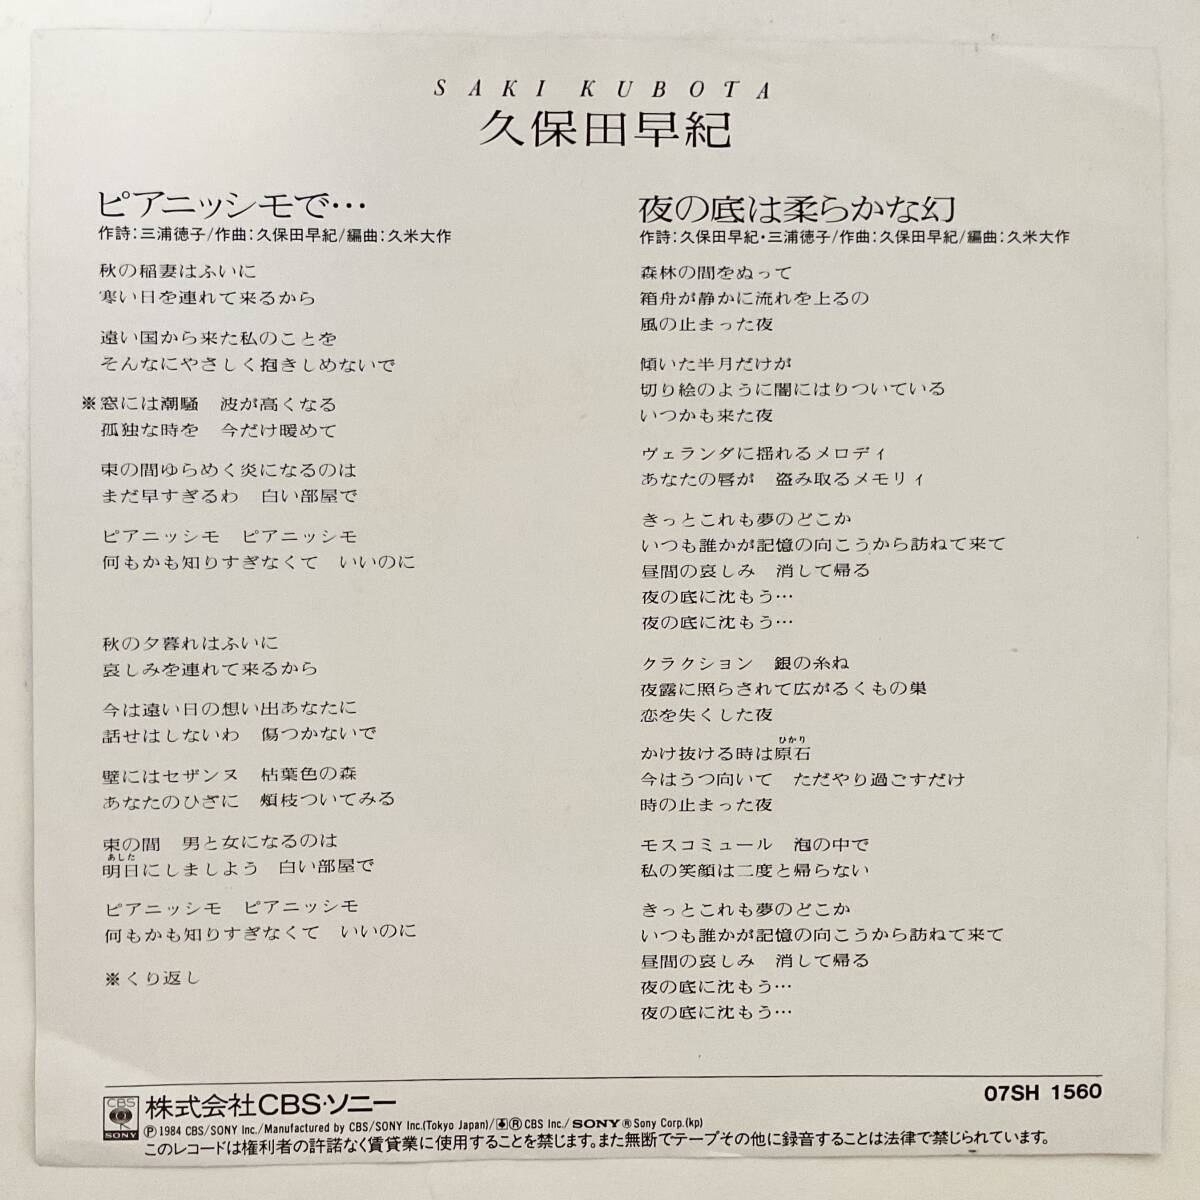 SAKI KUBOTA
久保田早紀
ピアニッシモで…
作詩：三浦徳子/作曲：久保田早紀/編曲：久米大作
秋の稲妻はふいに
寒い日を連れて来るから
遠い国から来た私のことを
そんなにやさしく抱きしめないで
※窓には潮騒　波が高くなる
孤独な時を　今だけ暖めて
束の間ゆらめく炎になるのは
まだ早すぎるわ　白い部屋で
ピアニッシモ　ピアニッシモ
何もかも知りすぎなくて　いいのに
秋の夕暮れはふいに
哀しみを連れて来るから
今は遠い日の想い出あなたに
話せはしないわ　傷つかないで
壁にはセザンヌ　枯葉色の森
あなたのひざに　頬枝ついてみる
束の間　男と女になるのは
あした
明日にしましよう　白い部屋で
ピアニッシモ　ピアニッシモ
何もかも知りすぎなくて　いいのに
※くり返し
夜の底は柔らかな幻
作詩：久保田早紀・三浦徳子/作曲：久保田早紀/編曲：久米大作
森林の間をぬって
箱舟が静かに流れを上るの
風の止まった夜
傾いた半月だけが
切り絵のように闇にはりついている
いつかも来た夜
ヴェランダに揺れるメロディ
あなたの唇が　盗み取るメモリィ
きっとこれも夢のどこか
いつも誰かが記憶の向こうから訪ねて来て
昼間の哀しみ　消して帰る
夜の底に沈もう…
夜の底に沈もう…
クラクション　銀の糸ね
夜露に照らされて広がるくもの巣
恋を失くした夜
ひかり
かけ抜ける時は原石
今はうつ向いて　ただやり過ごすだけ
時の止まった夜
モスコミュール　泡の中で
私の笑顔は二度と帰らない
きっとこれも夢のどこか
いつも誰かが記憶の向こうから訪ねて来て
昼間の哀しみ　消して帰る
夜の底に沈もう…
夜の底に沈もう…
07SH 1560
CBS
SONY
株式会社CBS・ソニー
Ⓟ1984 CBS/SONY Inc./Manufactured by CBS/SONY Inc.(Tokyo Japan)/Ⓡ CBS Inc./SONY Ⓡ Sony Corp.(kp)
このレコードは権利者の許諾なく賃貸業に使用することを禁じます。また無断でテープその他に録音することは法律で禁じられています。